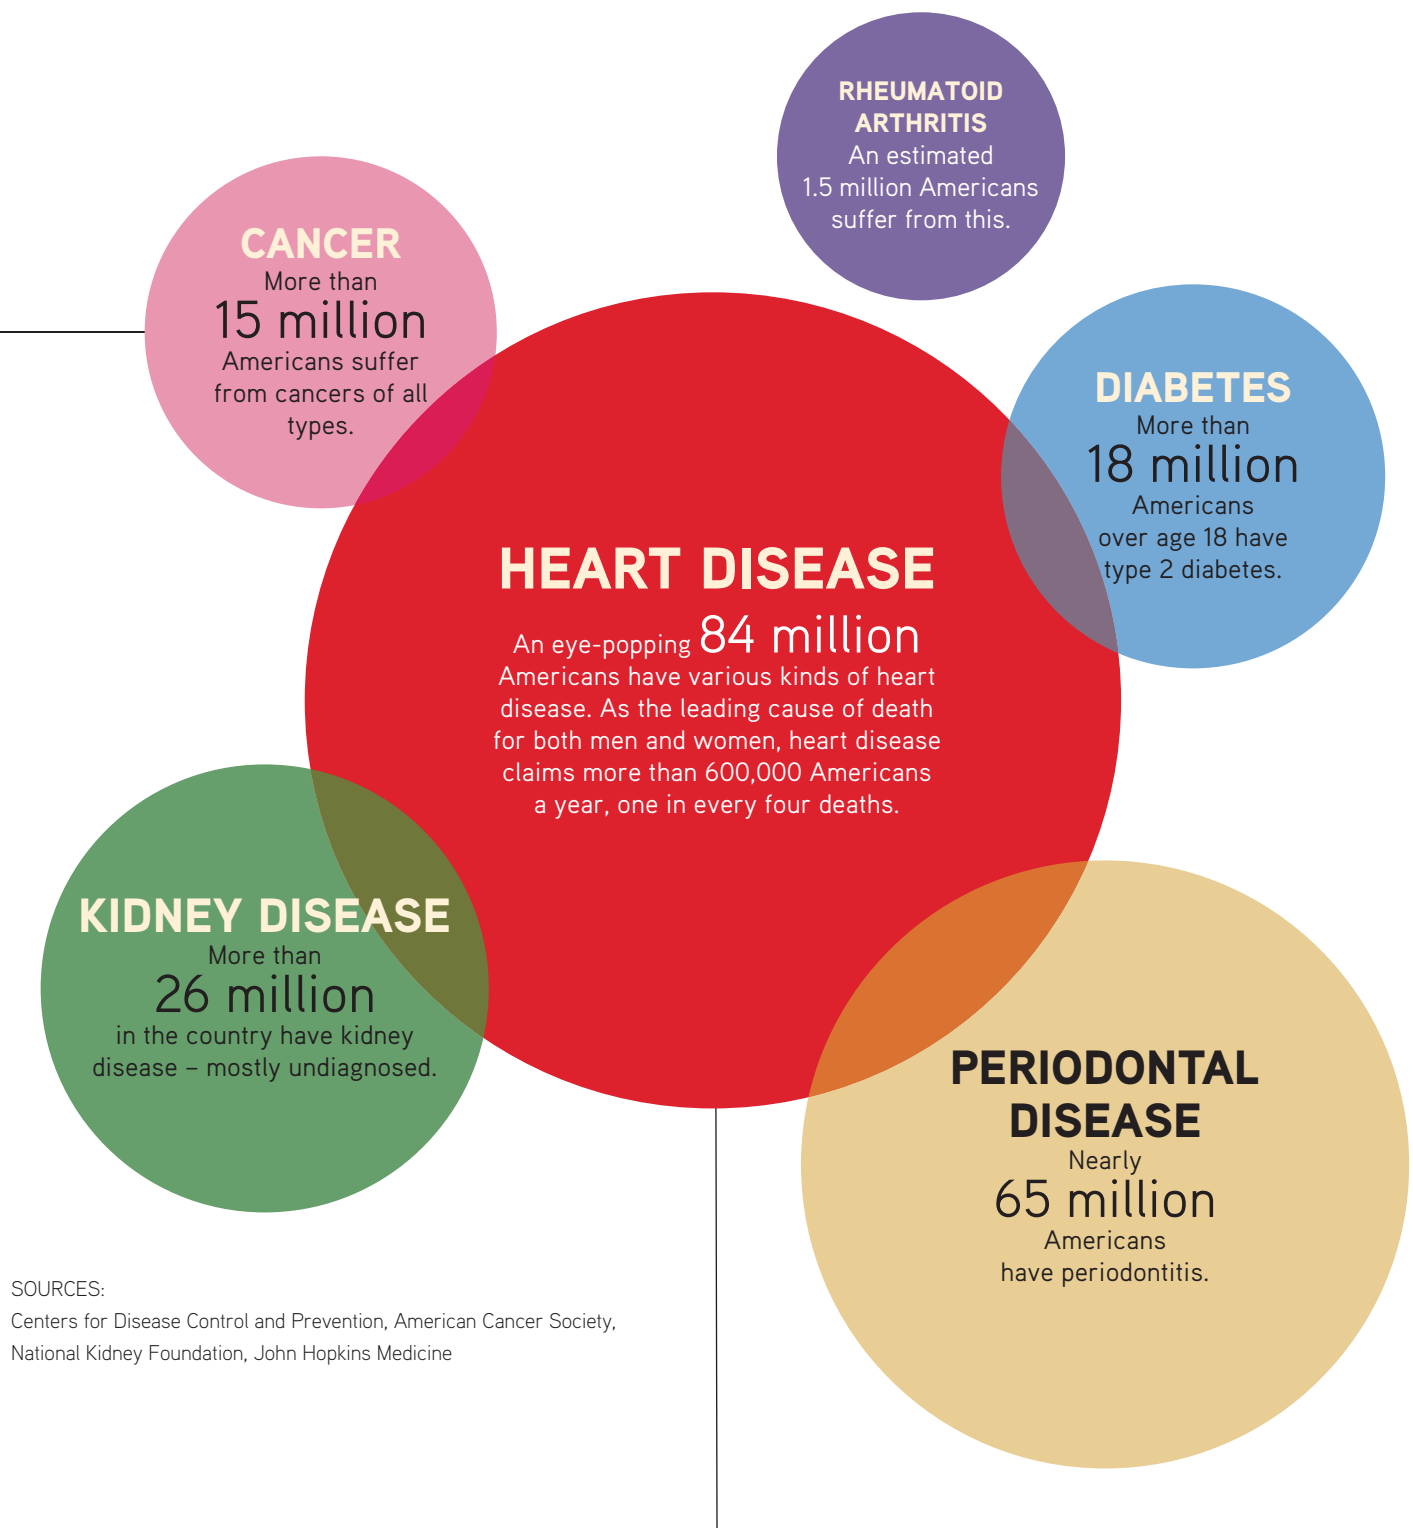 RHEUMATOID
ARTHRITIS
An estimated
1.5 million Americans
suffer from this.
CANCER
More than
15 million
Americans suffer
from cancers of all
types.
DIABETES
More than
18 million
Americans
over age 18 have
type 2 diabetes.
HEART DISEASE
An eye-popping 84 million
Americans have various kinds of heart
disease. As the leading cause of death
for both men and women, heart disease
claims more than 600,000 Americans
a year, one in every four deaths.
KIDNEY DISEASE
More than
26 million
in the country have kidney
disease – mostly undiagnosed.
PERIODONTAL
DISEASE
Nearly
65 million
Americans
have periodontitis.
SOURCES:
Centers for Disease Control and Prevention, American Cancer Society,
National Kidney Foundation, John Hopkins Medicine